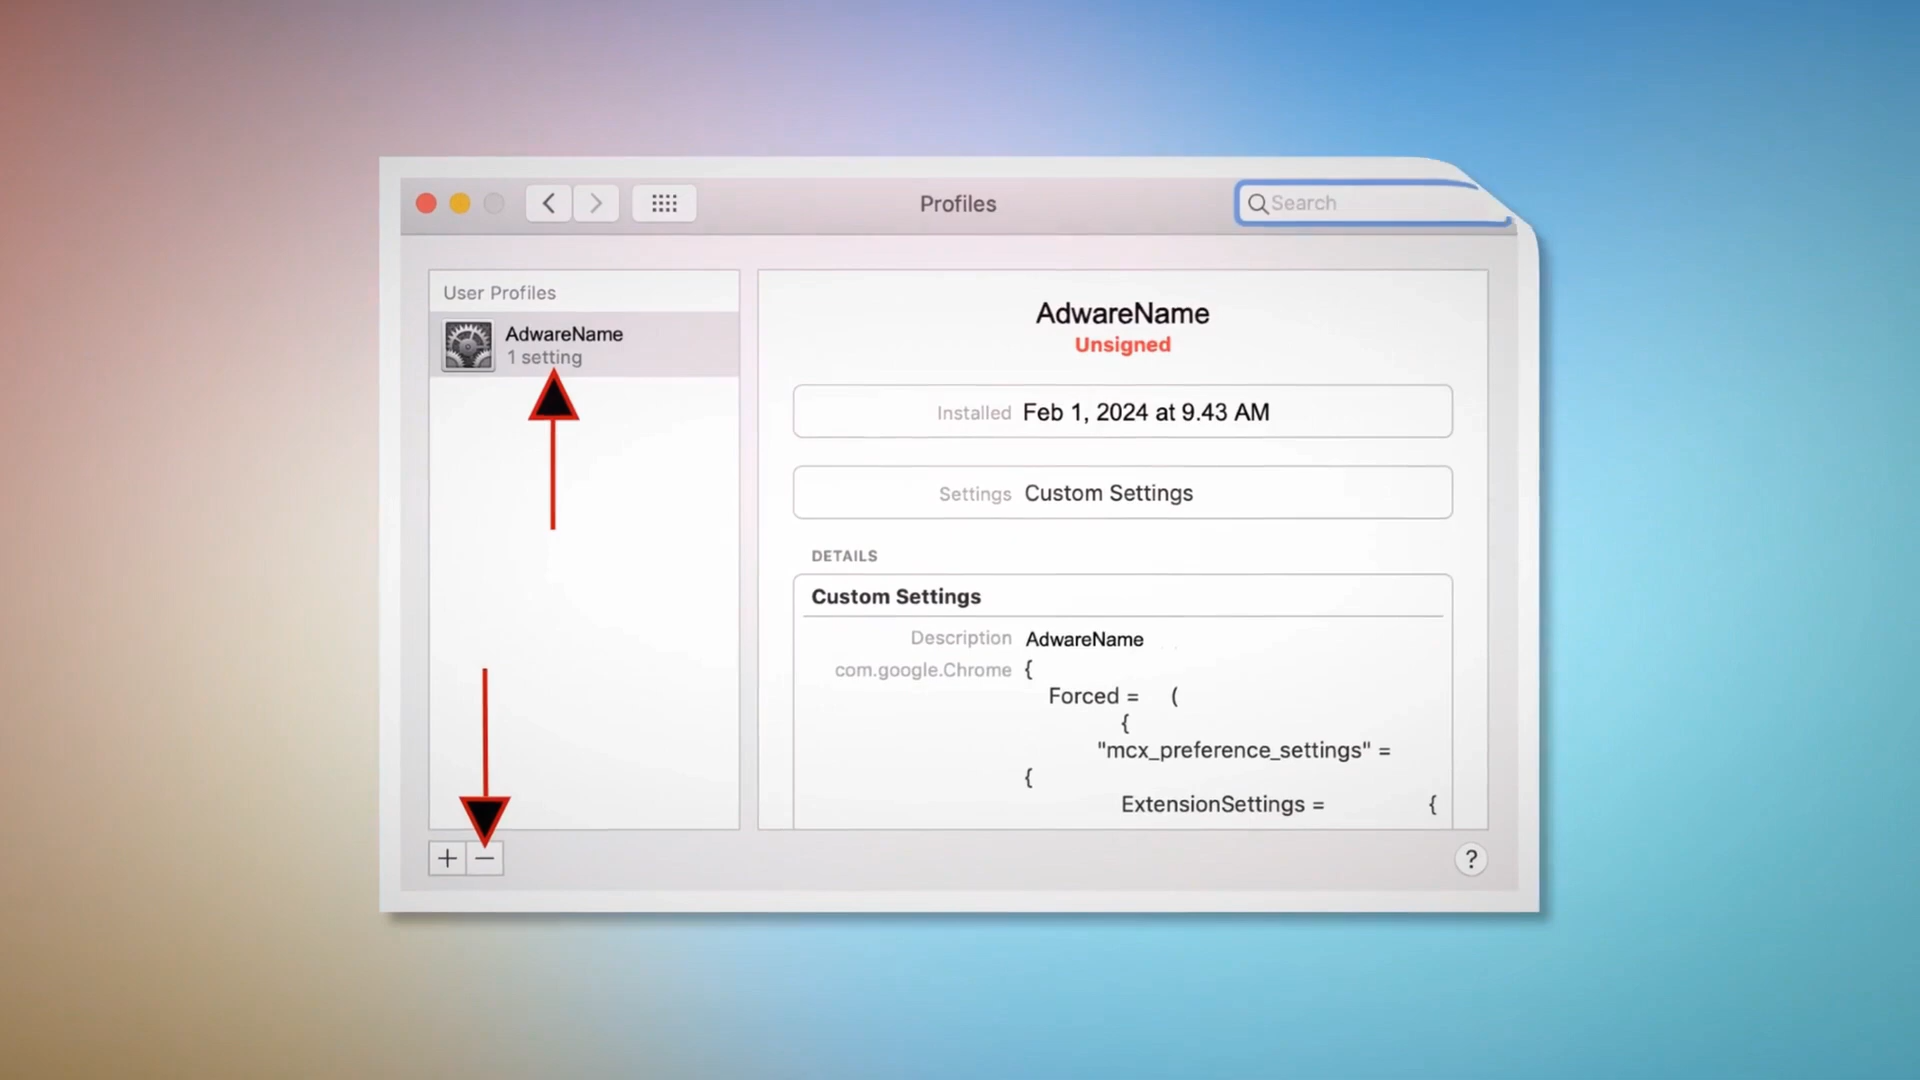 Profiles
Search
User Profiles
AdwareName
1 setting
AdwareName
Unsigned
Installed Feb 1, 2024 at 9.43 AM
Settings Custom Settings
DETAILS
Custom Settings
Description AdwareName
com.google.Chrome {
Forced = (
{
"mcx_preference_settings" =
{
ExtensionSettings = {
+ −
?